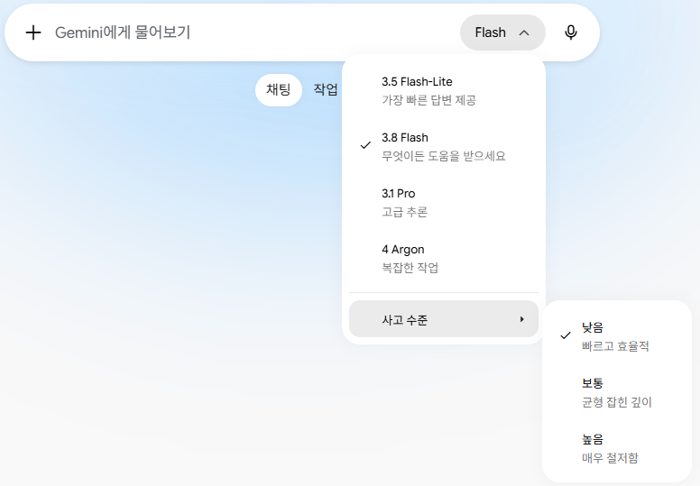 Gemini에게 물어보기
Flash
채팅
작업
3.5 Flash-Lite
가장 빠른 답변 제공
3.8 Flash
무엇이든 도움을 받으세요
3.1 Pro
고급 추론
4 Argon
복잡한 작업
사고 수준
낮음
빠르고 효율적
보통
균형 잡힌 깊이
높음
매우 철저함